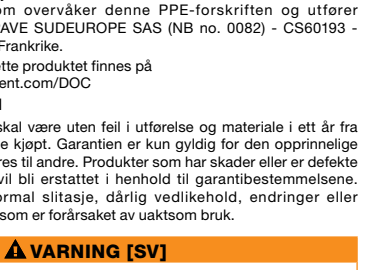 om overvåker denne PPE-forskriften og utfører
PAVE SUDEUROPE SAS (NB no. 0082) - CS60193 -
Frankrike.
tte produktet finnes på
ent.com/DOC
skal være uten feil i utførelse og materiale i ett år fra
e kjøpt. Garantien er kun gyldig for den opprinnelige
res til andre. Produkter som har skader eller er defekte
vil bli erstattet i henhold til garantibestemmelsene.
ormal slitasje, dårlig vedlikehold, endringer eller
som er forårsaket av uaktsom bruk.
VARNING [SV]